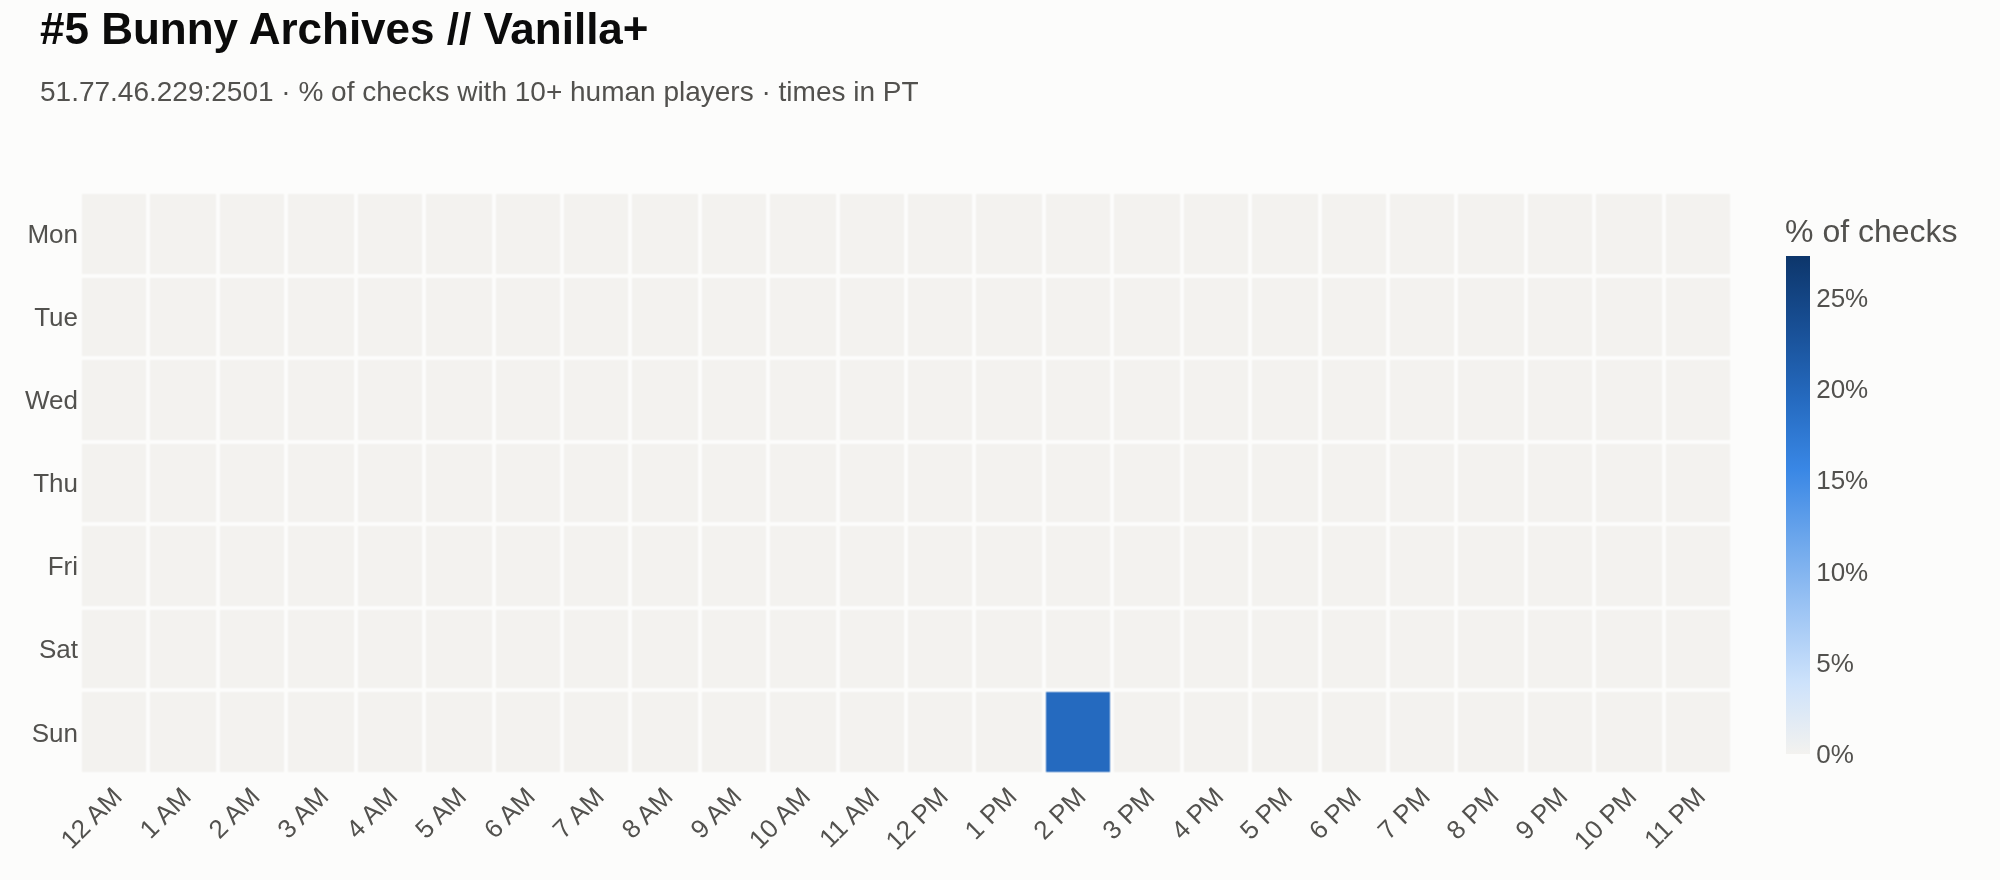 #5 Bunny Archives // Vanilla+
51.77.46.229:2501 · % of checks with 10+ human players · times in PT
% of checks
Mon
Tue
Wed
Thu
Fri
Sat
Sun
25%
20%
15%
10%
5%
0%
12 AM
1 AM
2 AM
3 AM
4 AM
5 AM
6 AM
7 AM
8 AM
9 AM
10 AM
11 AM
12 PM
1 PM
2 PM
3 PM
4 PM
5 PM
6 PM
7 PM
8 PM
9 PM
10 PM
11 PM